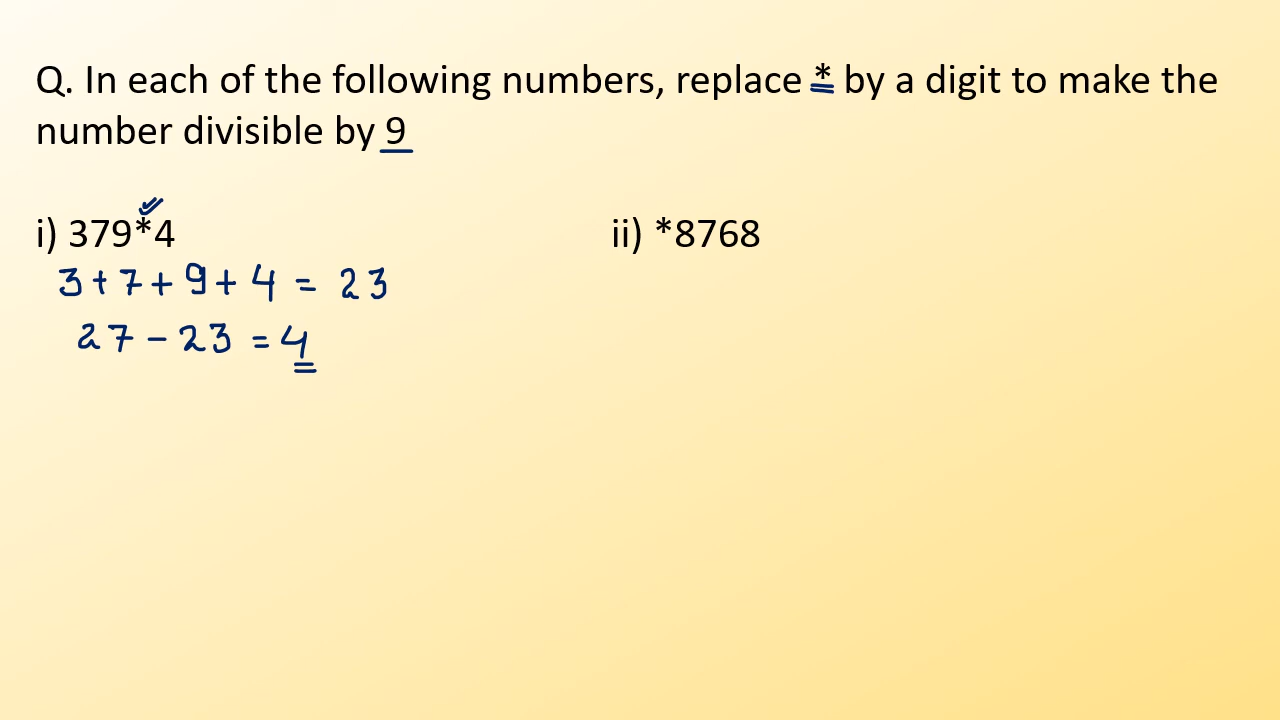 Q. In each of the following numbers, replace * by a digit to make the
number divisible by 9
i) 379*4
3+7+9+4 = 23
27-23 = 4
ii) *8768